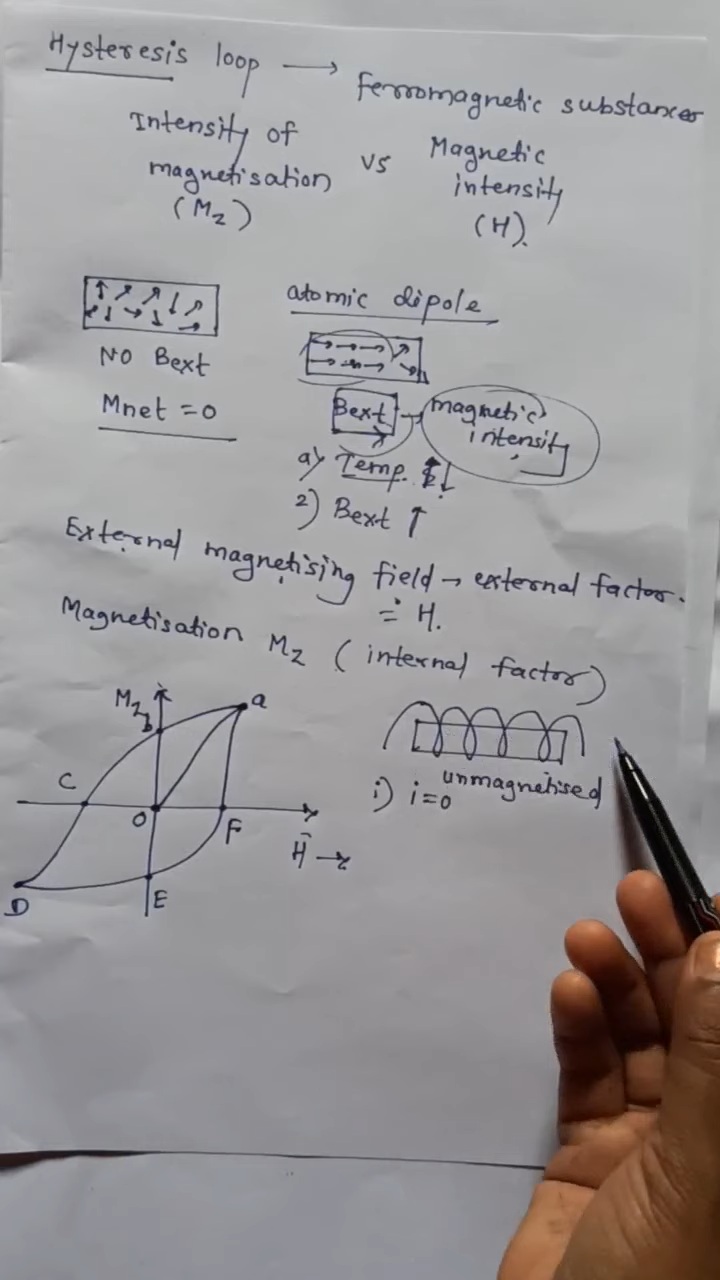 Hysteresis loop → ferromagnetic substances
Intensity of magnetisation (Mz) vs Magnetic intensity (H).
atomic dipole
NO Bext
Mnet = 0
Bext → magnetic intensity
a) Temp. ↓
2) Bext ↑
External magnetising field → external factor.
= H.
Magnetisation Mz (internal factor)
Mz
a
b
C
O
F
H →
D
E
unmagnetised
i) i=0